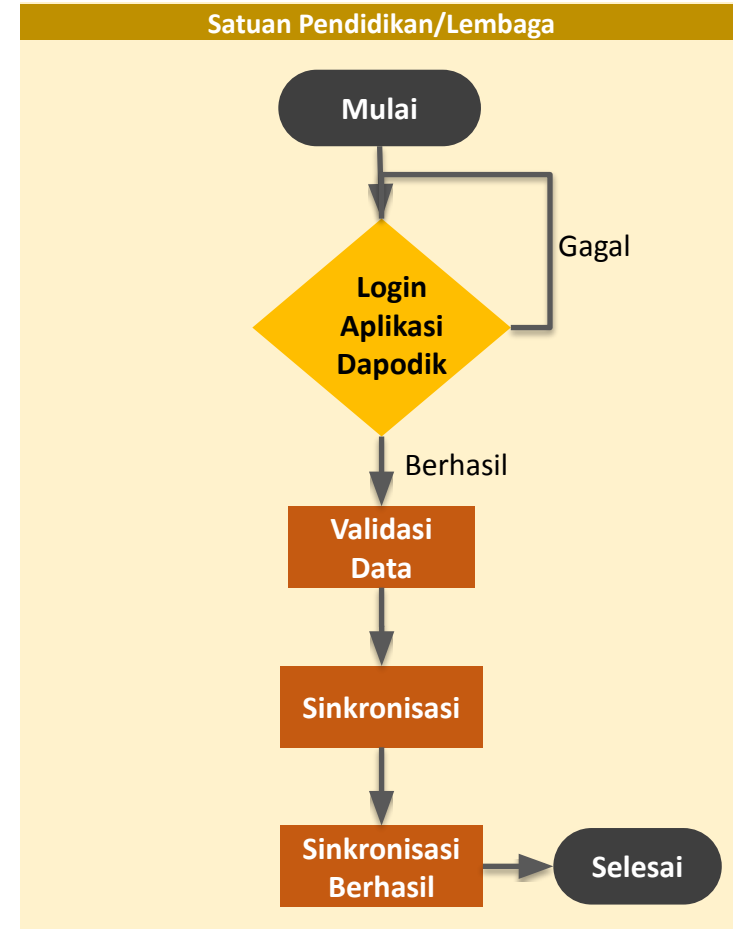 Satuan Pendidikan/Lembaga
Mulai
Gagal
Login
Aplikasi
Dapodik
Berhasil
Validasi
Data
Sinkronisasi
Sinkronisasi
Berhasil
Selesai